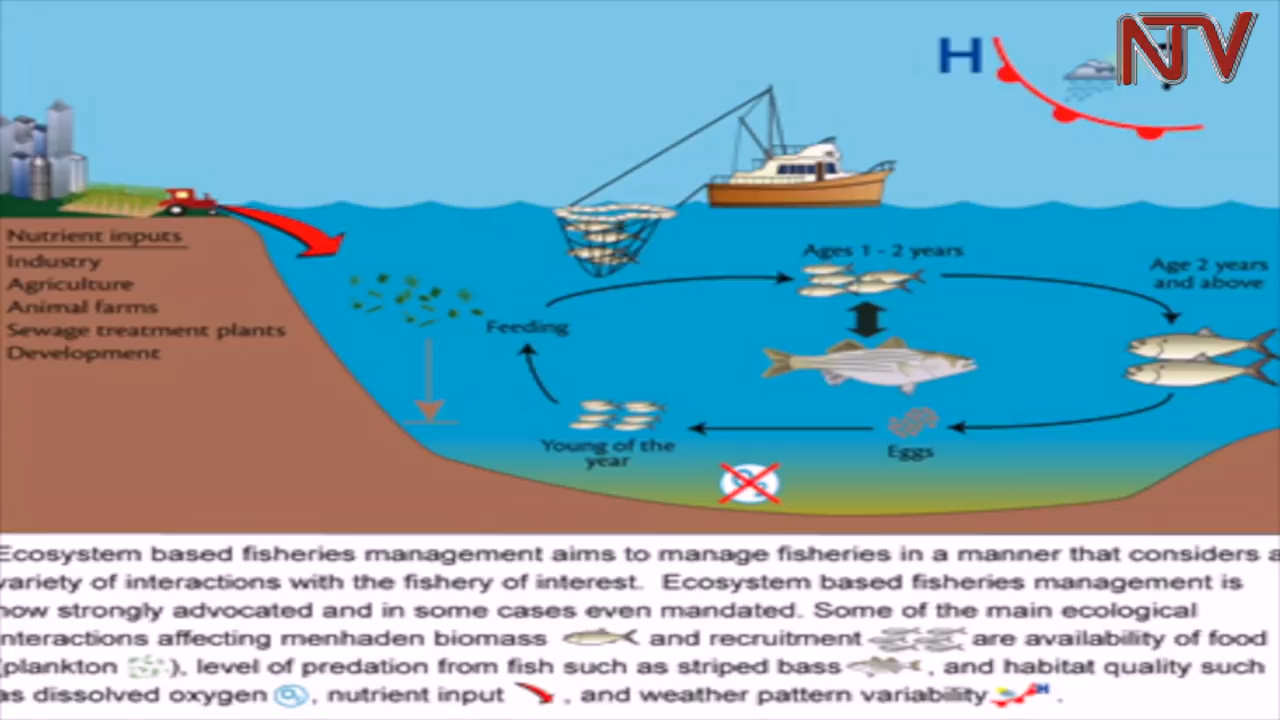 NTV
H
Nutrient inputs
Industry
Agriculture
Animal farms
Sewage treatment plants
Development
Feeding
Ages 1 - 2 years
Age 2 years
and above
Young of the
year
Eggs
Ecosystem based fisheries management aims to manage fisheries in a manner that considers a
variety of interactions with the fishery of interest. Ecosystem based fisheries management is
now strongly advocated and in some cases even mandated. Some of the main ecological
interactions affecting menhaden biomass and recruitment are availability of food
(plankton ), level of predation from fish such as striped bass , and habitat quality such
as dissolved oxygen , nutrient input , and weather pattern variability H .